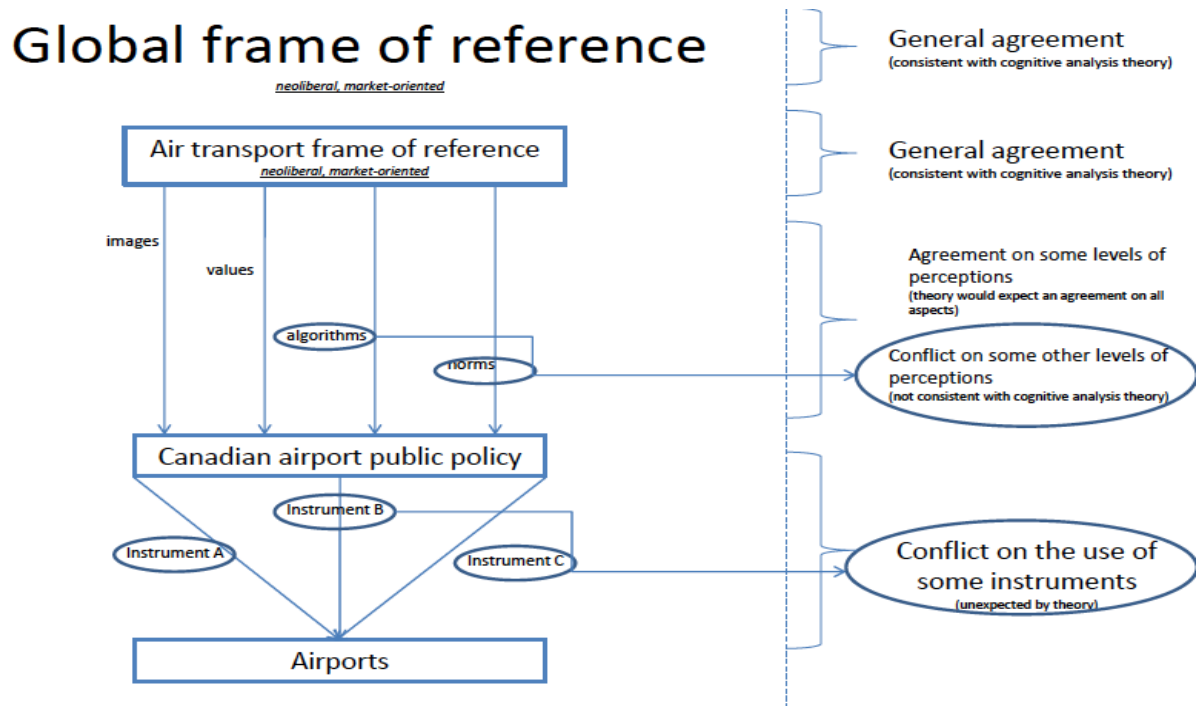 Global frame of reference
neoliberal, market-oriented
Air transport frame of reference
neoliberal, market-oriented
images
values
algorithms
norms
Canadian airport public policy
Instrument B
Instrument A
Instrument C
Airports
General agreement
(consistent with cognitive analysis theory)
General agreement
(consistent with cognitive analysis theory)
Agreement on some levels of
perceptions
(theory would expect an agreement on all
aspects)
Conflict on some other levels of
perceptions
(not consistent with cognitive analysis theory)
Conflict on the use of
some instruments
(unexpected by theory)